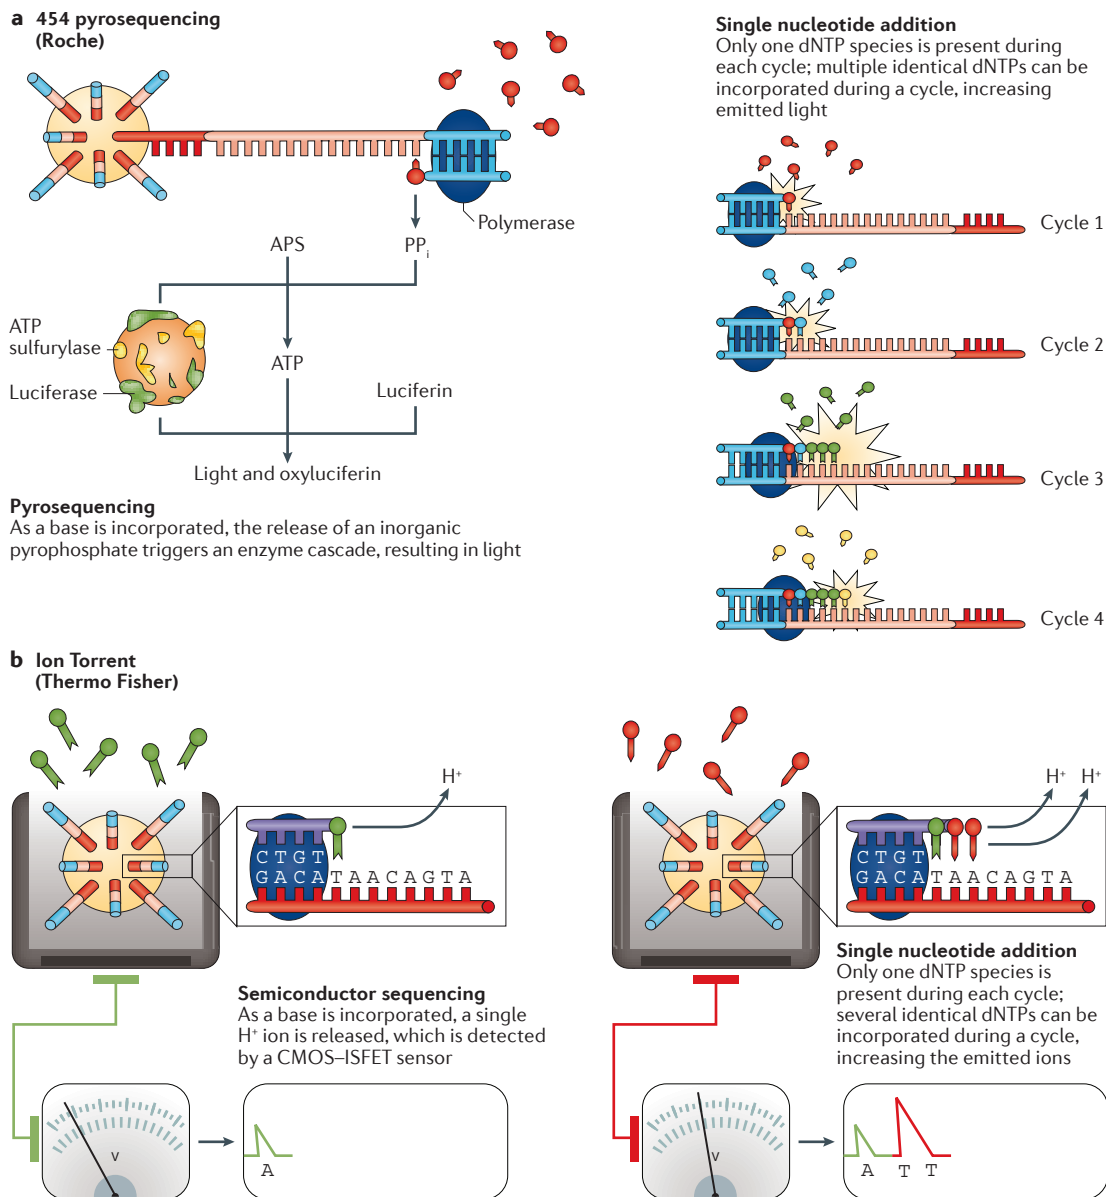 a 454 pyrosequencing
(Roche)
Polymerase
APS
PPi
ATP
sulfurylase
Luciferase
ATP
Luciferin
Light and oxyluciferin
Pyrosequencing
As a base is incorporated, the release of an inorganic
pyrophosphate triggers an enzyme cascade, resulting in light
Single nucleotide addition
Only one dNTP species is present during
each cycle; multiple identical dNTPs can be
incorporated during a cycle, increasing
emitted light
Cycle 1
Cycle 2
Cycle 3
Cycle 4
b Ion Torrent
(Thermo Fisher)
H+
C T G T
G A C A T A A C A G T A
Semiconductor sequencing
As a base is incorporated, a single
H+ ion is released, which is detected
by a CMOS–ISFET sensor
V
A
H+ H+
C T G T
G A C A T A A C A G T A
Single nucleotide addition
Only one dNTP species is
present during each cycle;
several identical dNTPs can be
incorporated during a cycle,
increasing the emitted ions
V
A T T